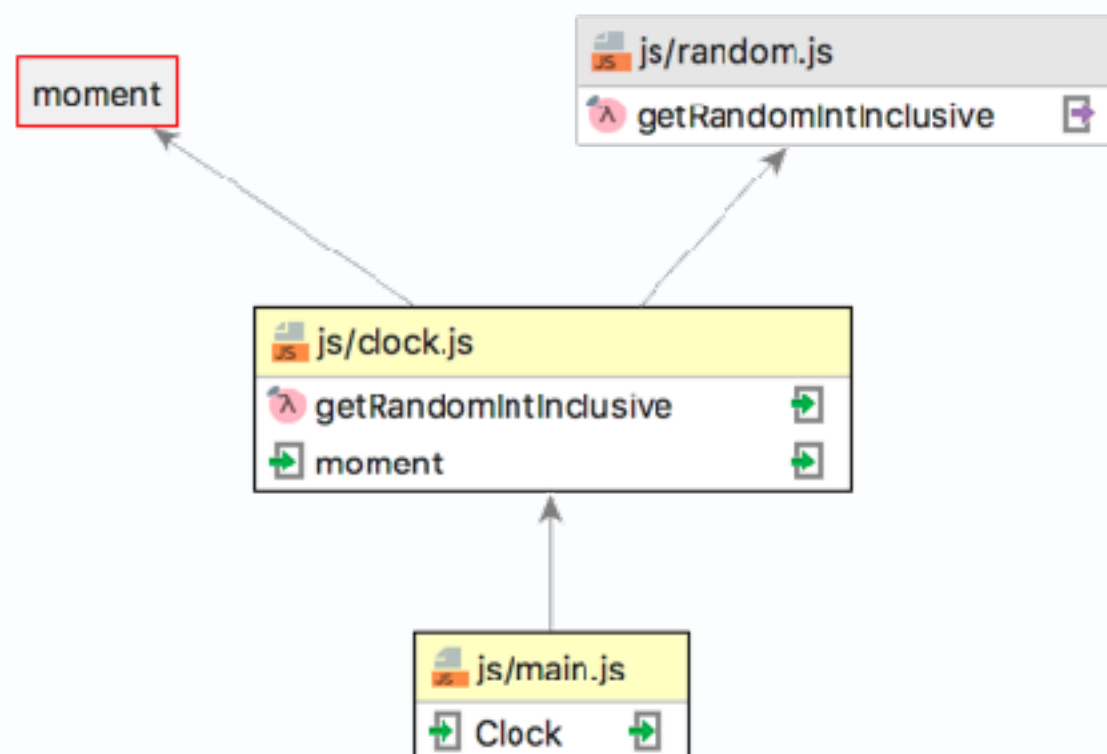 moment
js/random.js
getRandomIntInclusive
js/clock.js
getRandomIntInclusive
moment
js/main.js
Clock